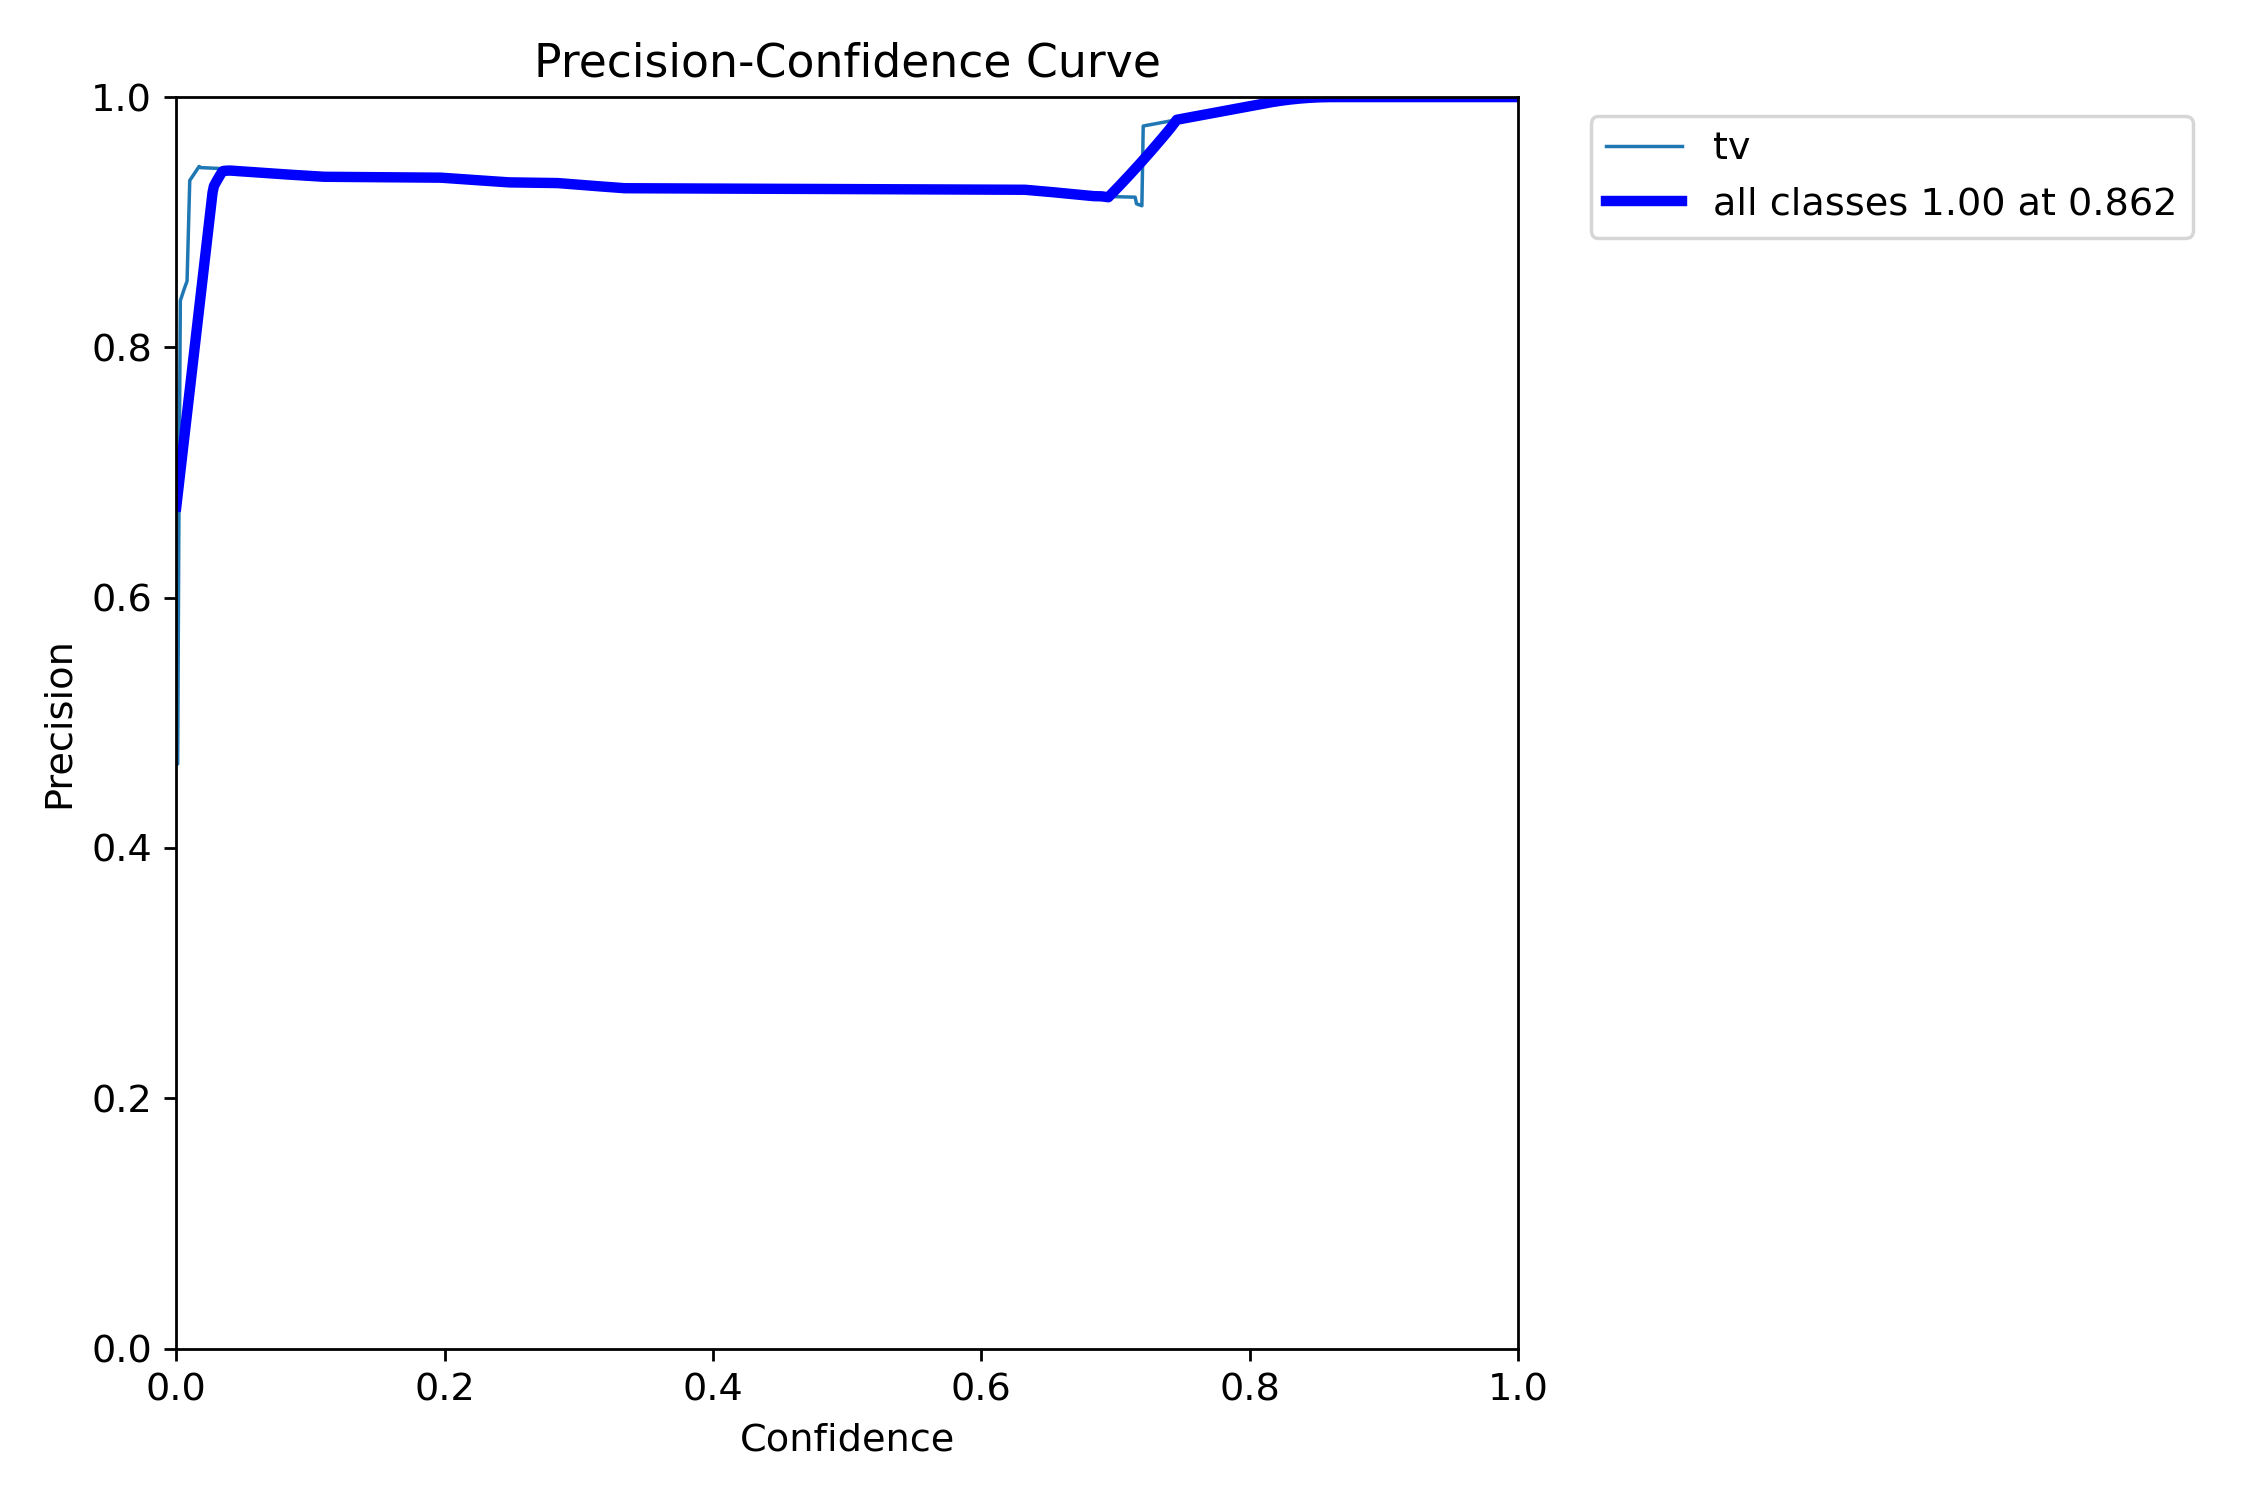 Precision-Confidence Curve
tv
all classes 1.00 at 0.862
Precision
1.0
0.8
0.6
0.4
0.2
0.0
0.0 0.2 0.4 0.6 0.8 1.0
Confidence